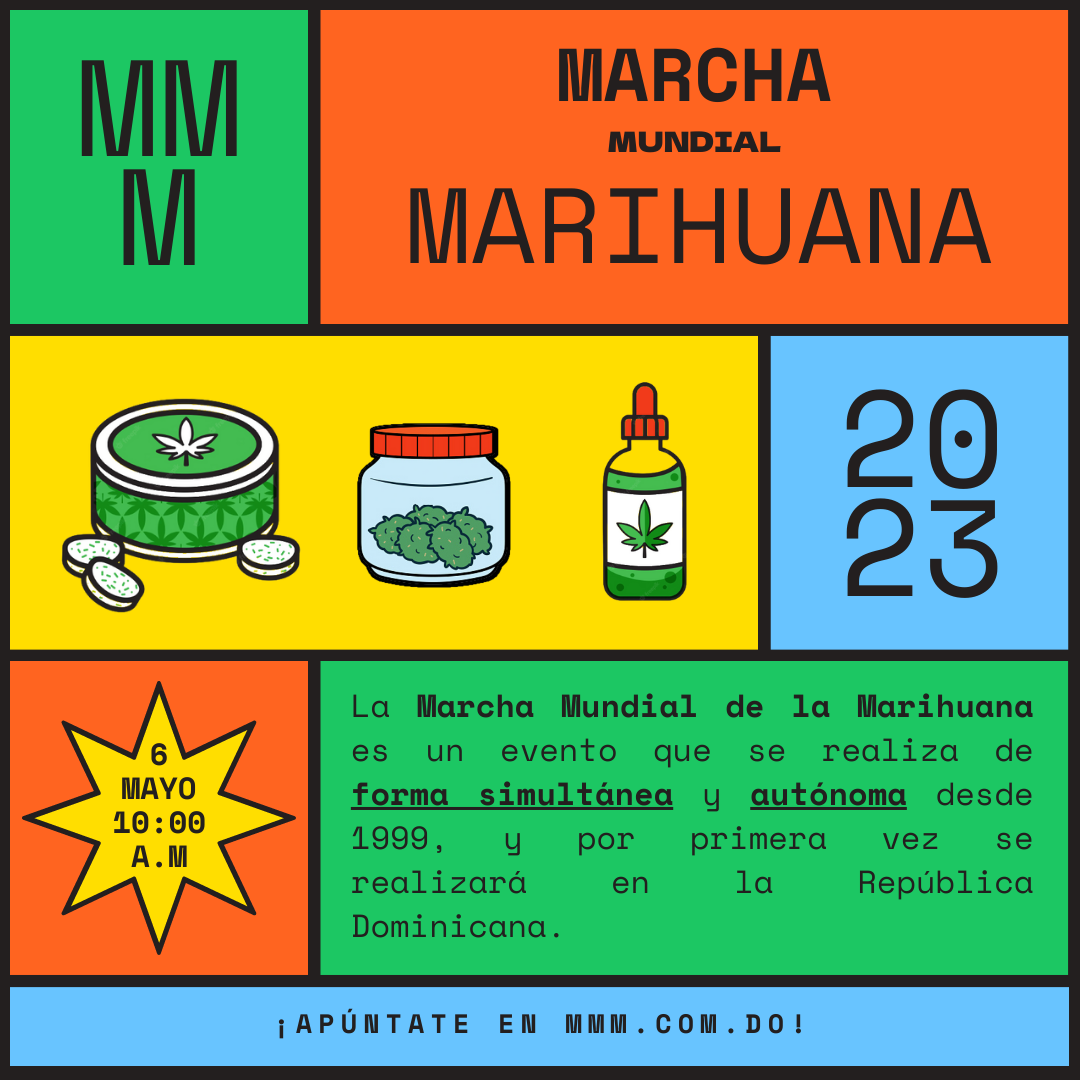 MM
M
MARCHA
MUNDIAL
MARIHUANA
20
23
6
MAYO
10:00
A.M
La Marcha Mundial de la Marihuana
es un evento que se realiza de
forma simultánea y autónoma desde
1999, y por primera vez se
realizará en la República
Dominicana.
¡APÚNTATE EN MMM.COM.DO!